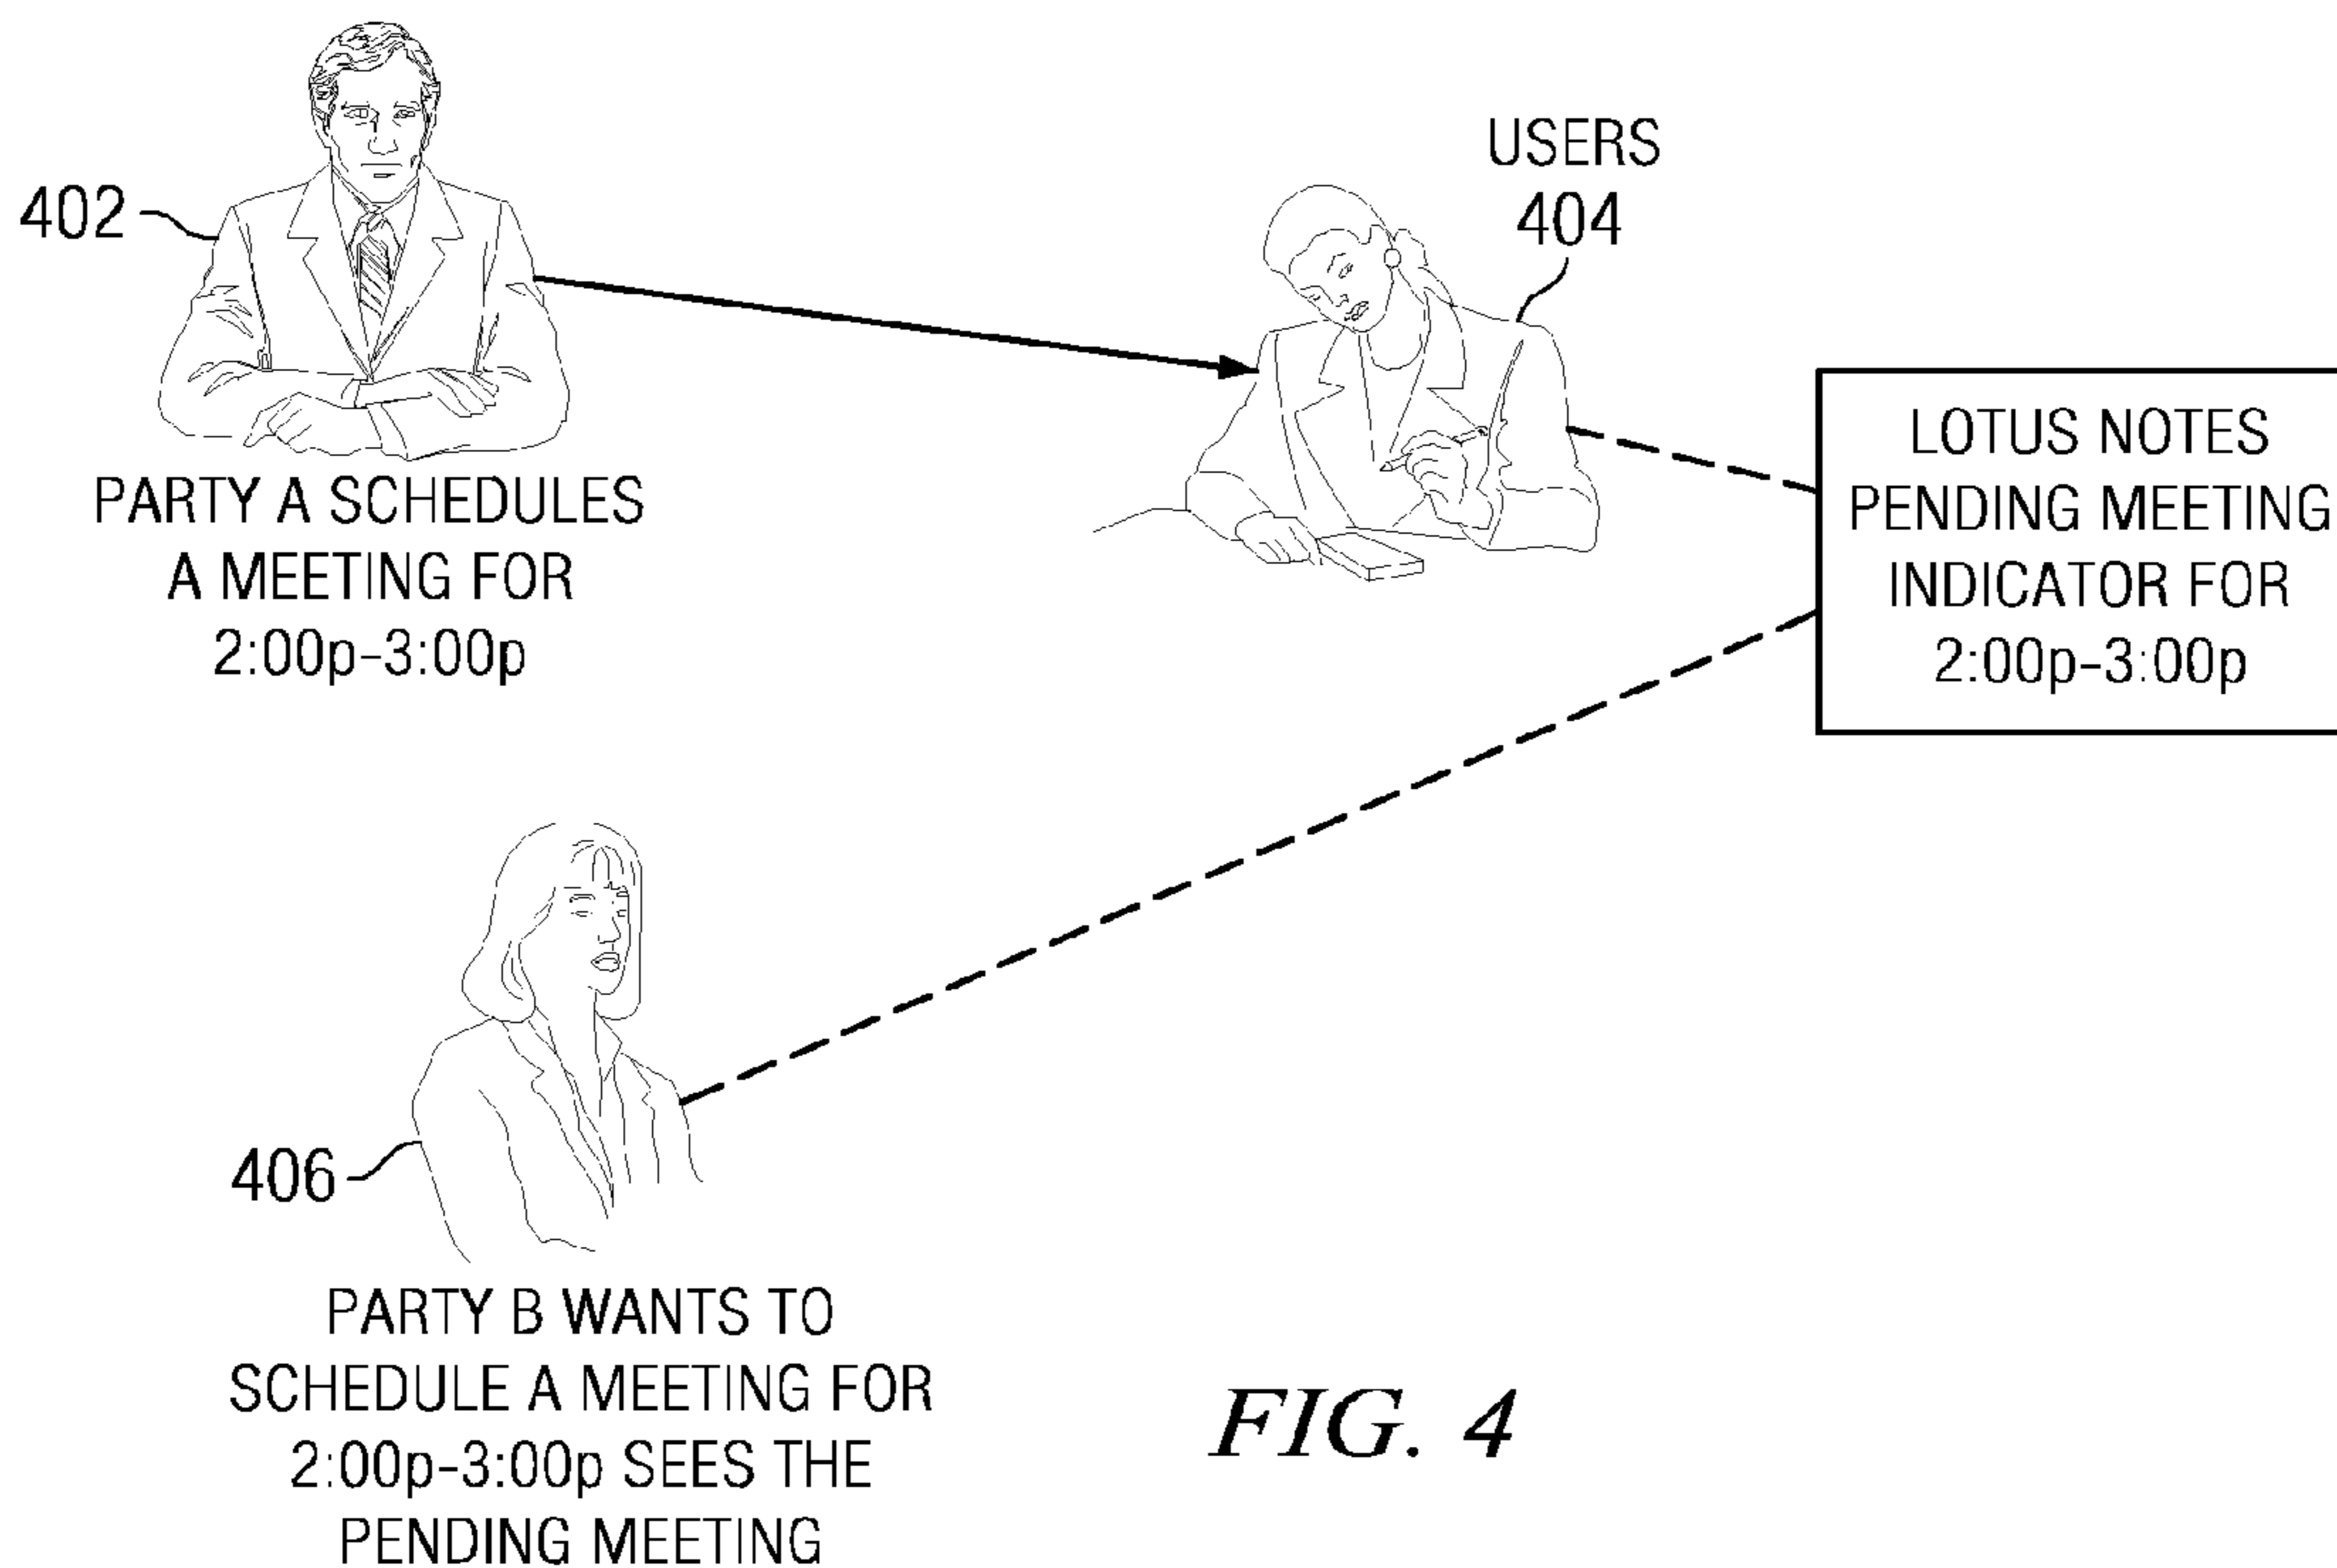 402
PARTY A SCHEDULES
A MEETING FOR
2:00p-3:00p
USERS
404
LOTUS NOTES
PENDING MEETING
INDICATOR FOR
2:00p-3:00p
406
PARTY B WANTS TO
SCHEDULE A MEETING FOR
2:00p-3:00p SEES THE
PENDING MEETING
FIG. 4